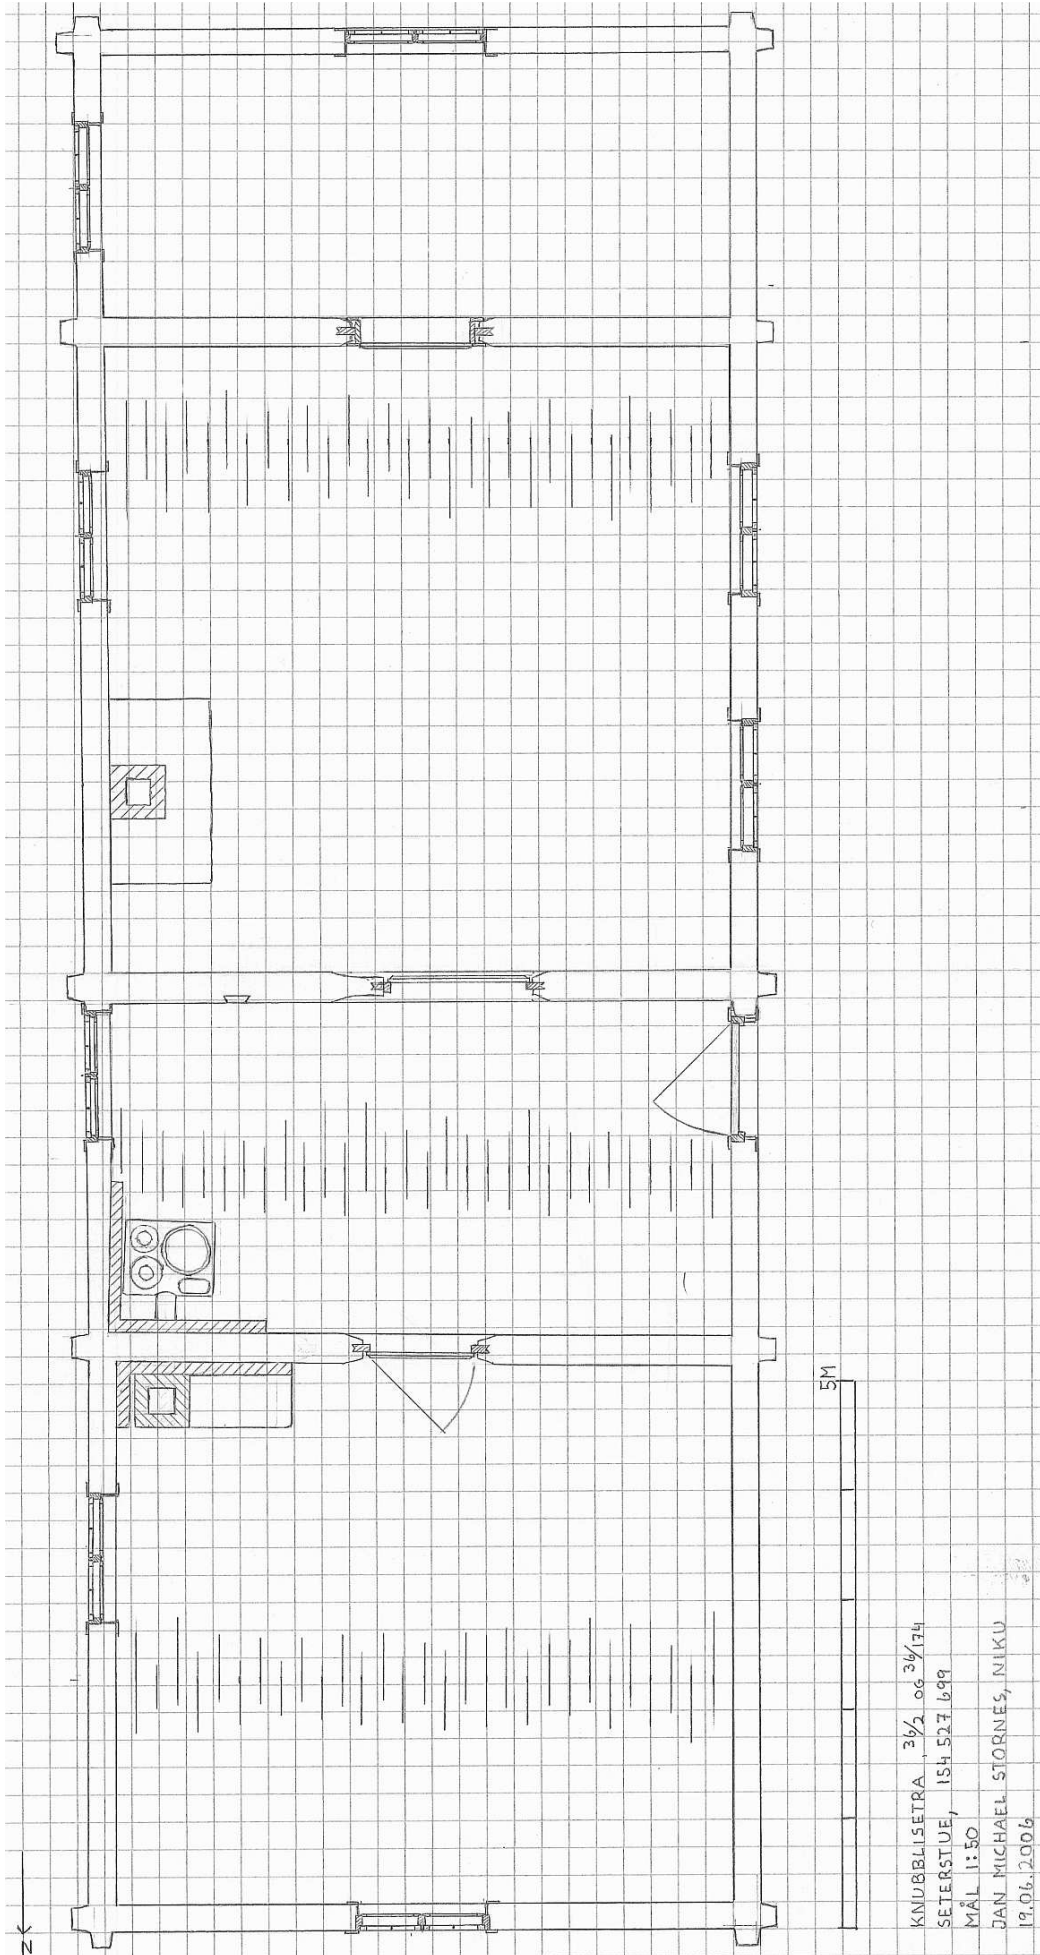 KNUBBLISETRA, 36/2 OG 36/174
SETERSTUE, 154 527 699
MÅL 1:50
JAN MICHAEL STORNES, NIKU
19.06.2006
5M
N